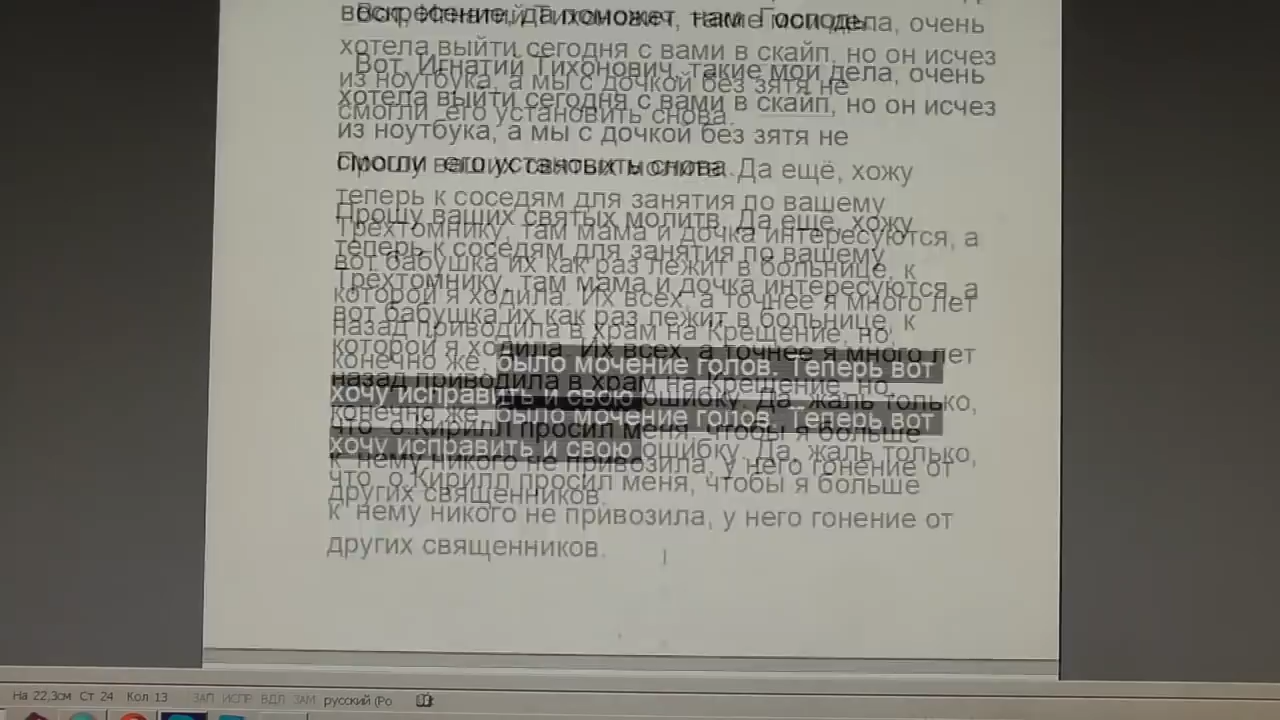 Воскресение, да поможет нам Господь.
Вот, Игнатий Тихонович, такие мои дела, очень
хотела выйти сегодня с вами в скайп, но он исчез
из ноутбука, а мы с дочкой без зятя не
смогли его установить снова.
Прошу ваших святых молитв. Да ещё, хожу
теперь к соседям для занятия по вашему
Трёхтомнику, там мама и дочка интересуются, а
вот бабушка их как раз лежит в больнице, к
которой я ходила. Их всех, а точнее я много лет
назад приводила в храм на Крещение, но,
конечно же, было мочение голов. Теперь вот
хочу исправить и свою ошибку. Да, жаль только,
что о.Кирилл просил меня, чтобы я больше
к нему никого не привозила, у него гонение от
других священников.
На 22,3см Ст 24 Кол 13 ЗАП ИСПР ВДЛ ЗАМ русский (Ро